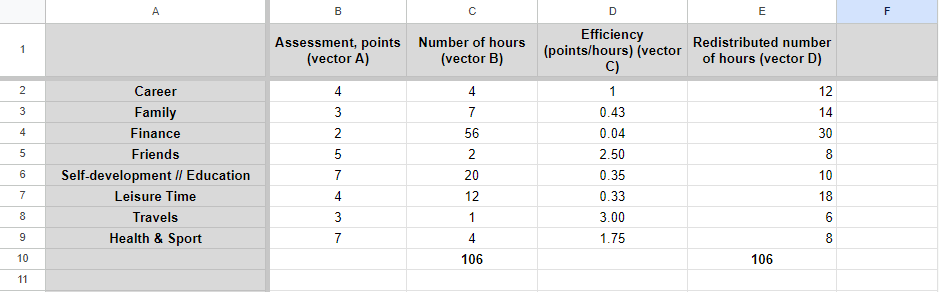 A B C D E F
1 Assessment, points (vector A) Number of hours (vector B) Efficiency (points/hours) (vector C) Redistributed number of hours (vector D)
2 Career 4 4 1 12
3 Family 3 7 0.43 14
4 Finance 2 56 0.04 30
5 Friends 5 2 2.50 8
6 Self-development // Education 7 20 0.35 10
7 Leisure Time 4 12 0.33 18
8 Travels 3 1 3.00 6
9 Health & Sport 7 4 1.75 8
10 106 106
11